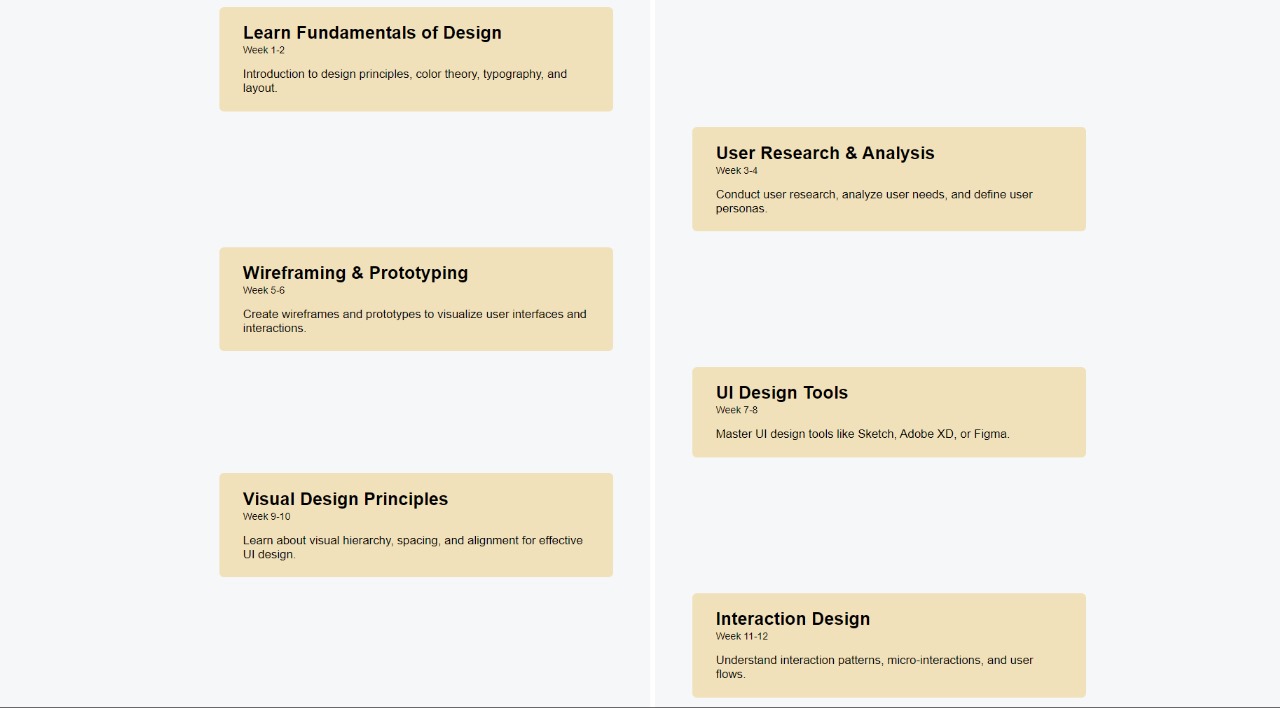 Learn Fundamentals of Design
Week 1-2
Introduction to design principles, color theory, typography, and
layout.
User Research & Analysis
Week 3-4
Conduct user research, analyze user needs, and define user
personas.
Wireframing & Prototyping
Week 5-6
Create wireframes and prototypes to visualize user interfaces and
interactions.
UI Design Tools
Week 7-8
Master UI design tools like Sketch, Adobe XD, or Figma.
Visual Design Principles
Week 9-10
Learn about visual hierarchy, spacing, and alignment for effective
UI design.
Interaction Design
Week 11-12
Understand interaction patterns, micro-interactions, and user
flows.